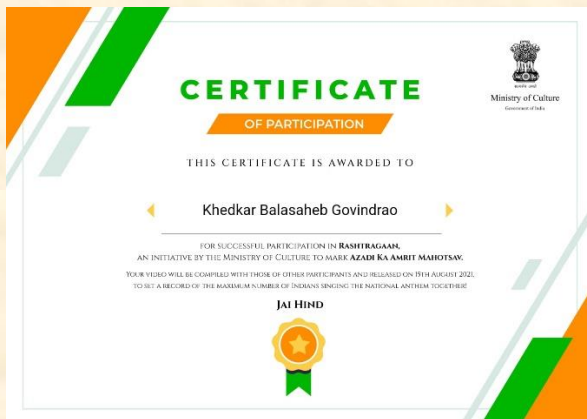 CERTIFICATE
OF PARTICIPATION
Ministry of Culture
Government of India
THIS CERTIFICATE IS AWARDED TO
Khedkar Balasaheb Govindrao
FOR SUCCESSFUL PARTICIPATION IN RASHTRAGAAN,
AN INITIATIVE BY THE MINISTRY OF CULTURE TO MARK AZADI KA AMRIT MAHOTSAV.
YOUR VIDEO WILL BE COMPILED WITH THOSE OF OTHER PARTICIPANTS AND RELEASED ON 15TH AUGUST 2021,
TO SET A RECORD OF THE MAXIMUM NUMBER OF INDIANS SINGING THE NATIONAL ANTHEM TOGETHER!
JAI HIND